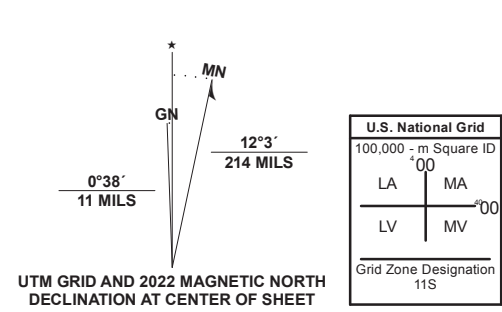 ★
MN
GN
12°3´
214 MILS
0°38´
11 MILS
UTM GRID AND 2022 MAGNETIC NORTH
DECLINATION AT CENTER OF SHEET
U.S. National Grid
100,000 - m Square ID
⁴00
LA MA
⁴⁰00
LV MV
Grid Zone Designation
11S